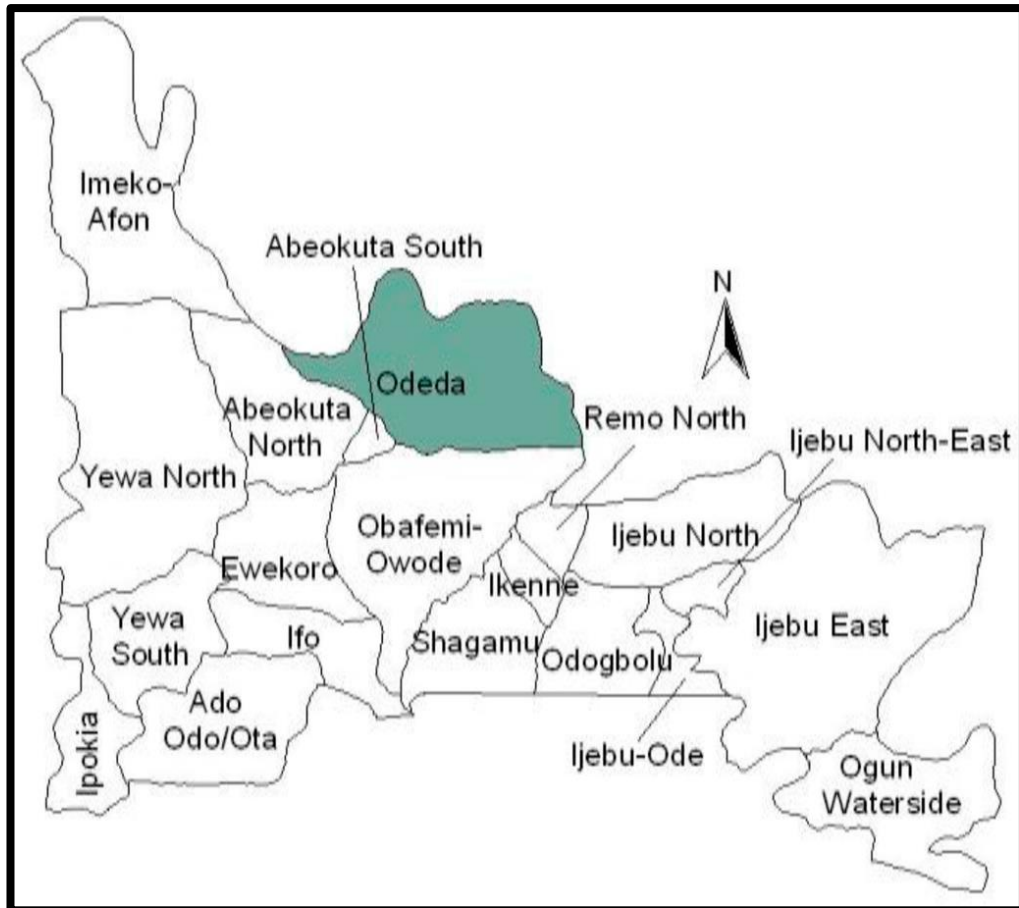 Imeko-
Afon
Abeokuta South
N
Odeda
Abeokuta
North
Remo North
Ijebu North-East
Yewa North
Obafemi-
Owode
Ijebu North
Ewekoro
Ikenne
Yewa
South
Ifo
Shagamu
Odogbolu
Ijebu East
Ado
Odo/Ota
Ipokia
Ijebu-Ode
Ogun
Waterside